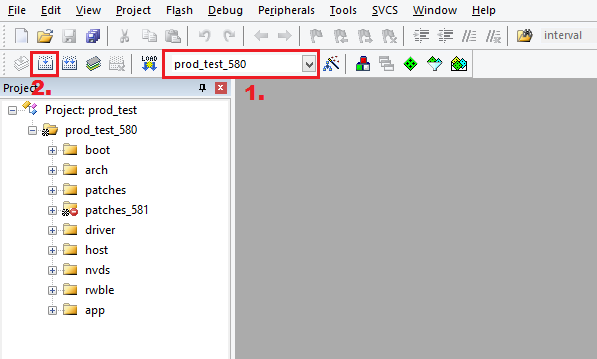 File Edit View Project Flash Debug Peripherals Tools SVCS Window Help
interval
LOAD prod_test_580
2. 1.
Project
Project: prod_test
prod_test_580
boot
arch
patches
patches_581
driver
host
nvds
rwble
app